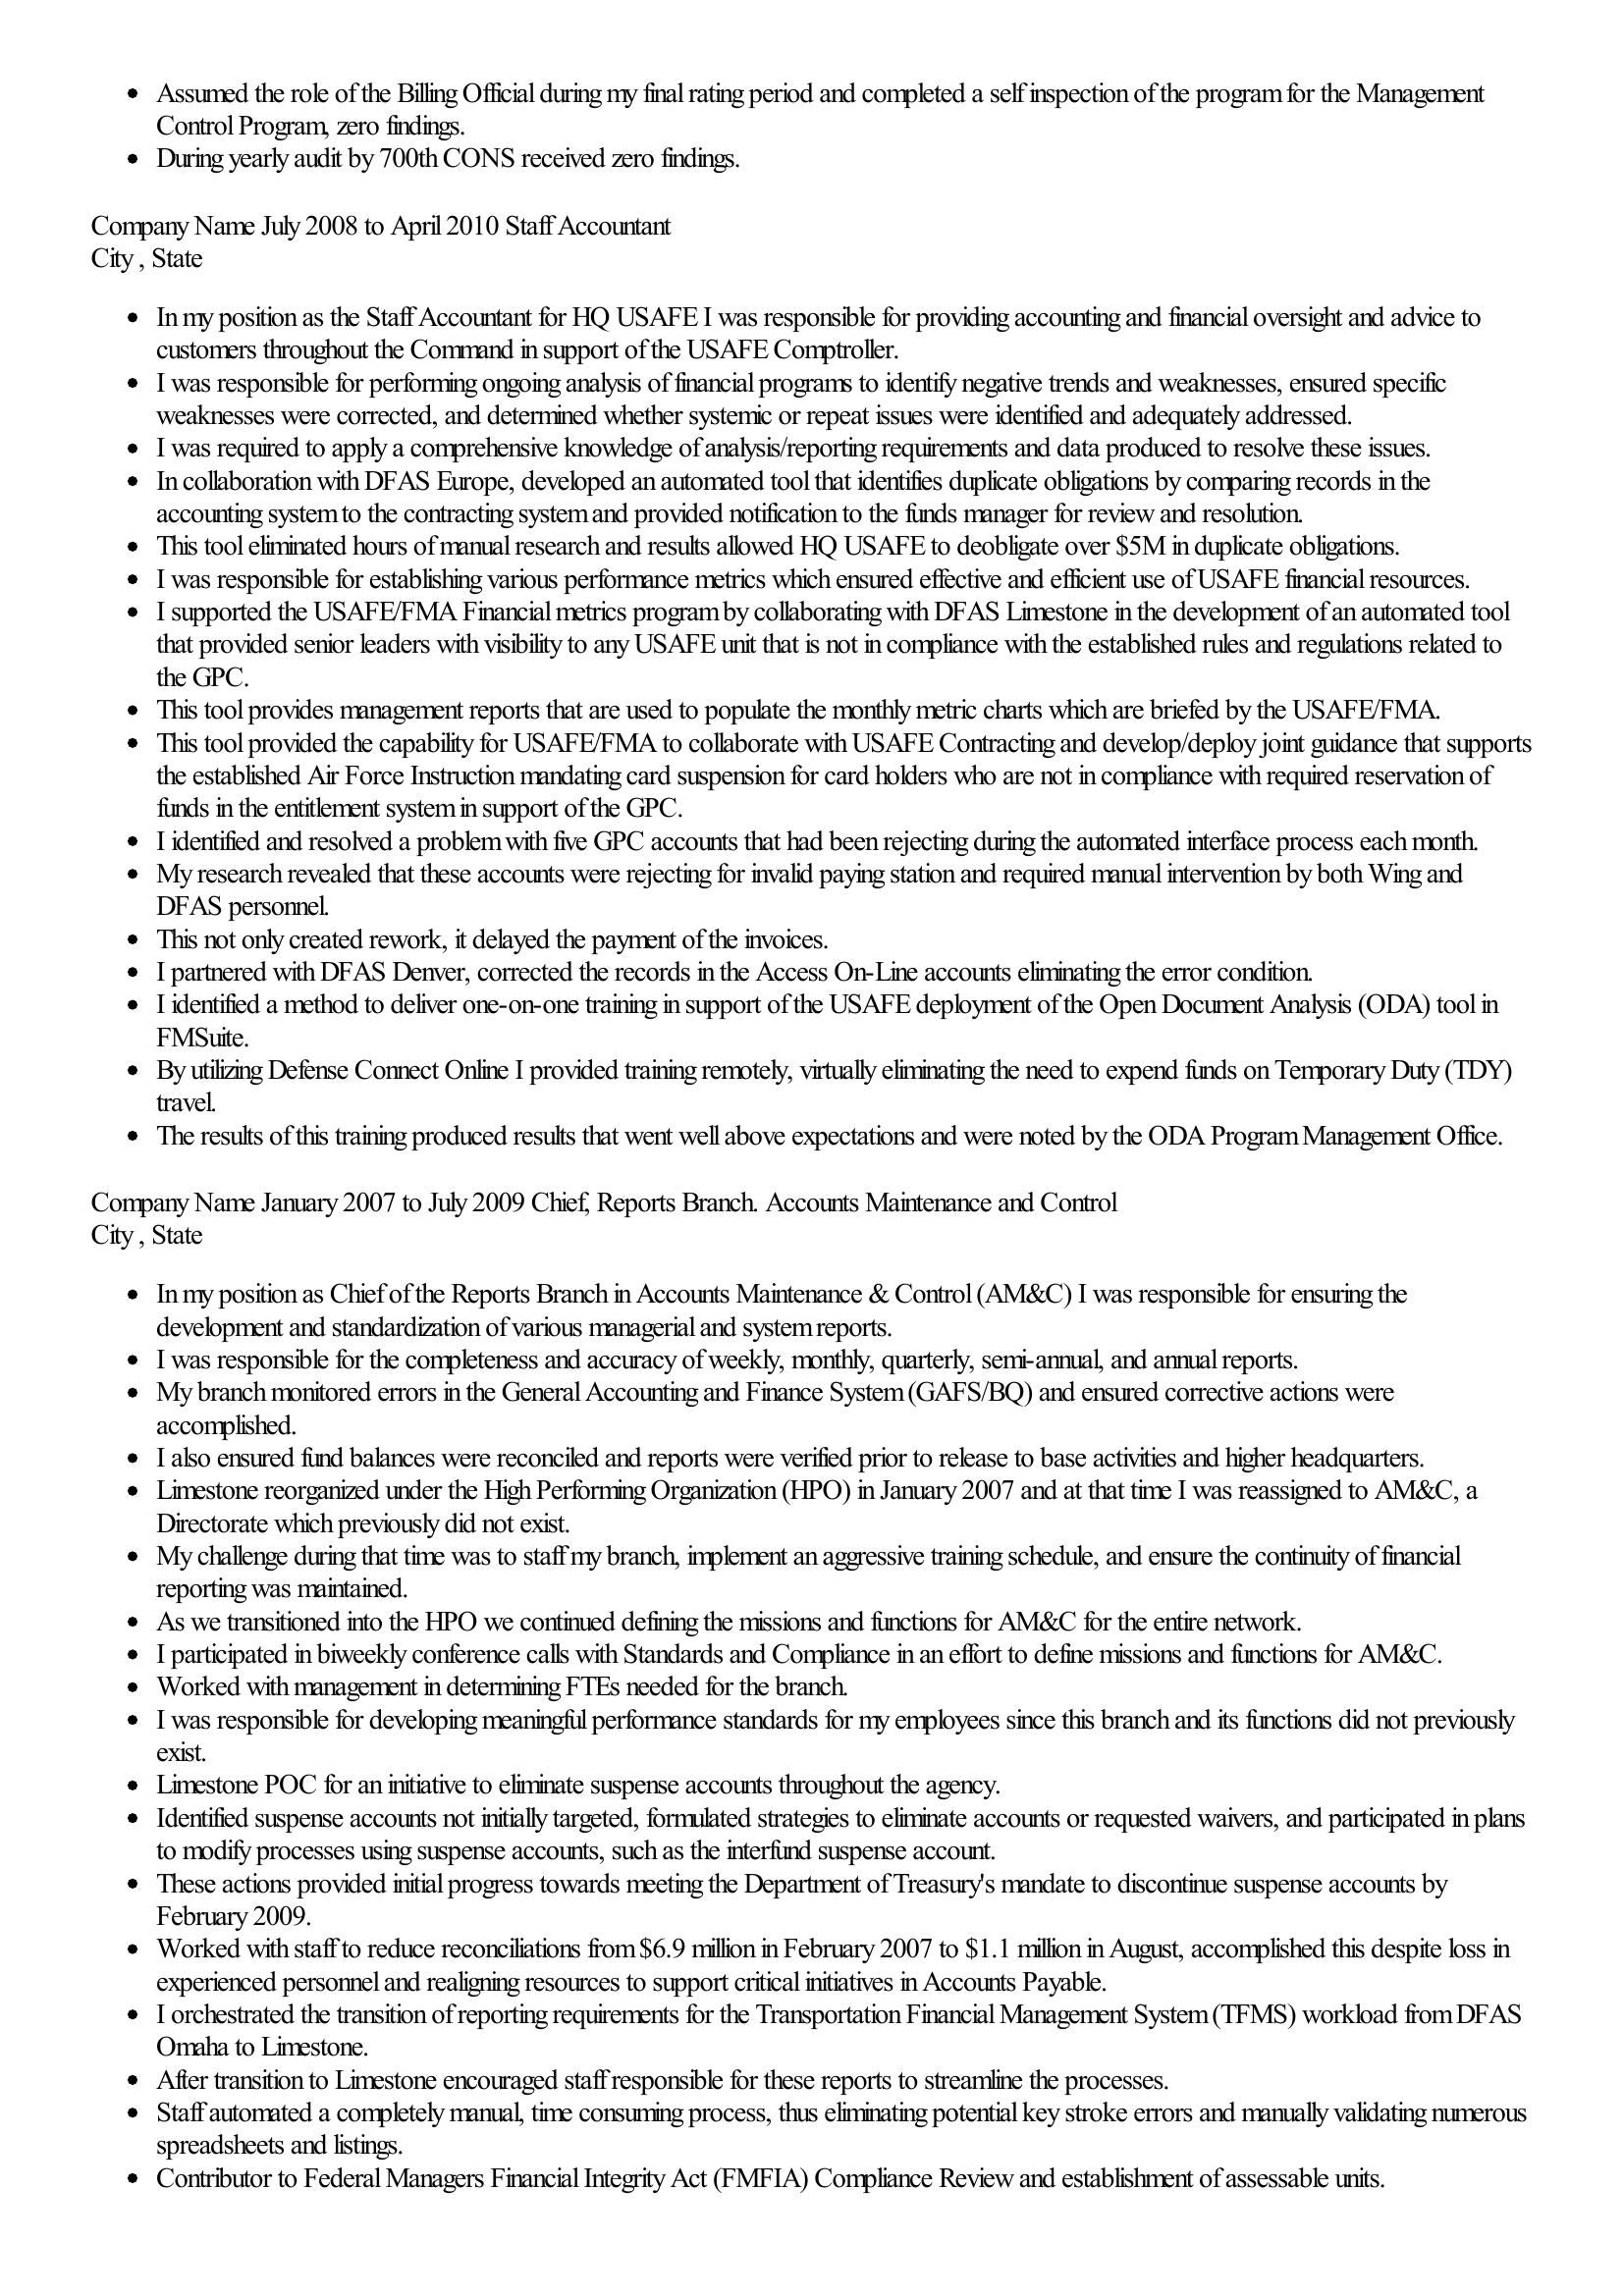 Assumed the role of the Billing Official during my final rating period and completed a self inspection of the program for the Management
Control Program, zero findings.
During yearly audit by 700th CONS received zero findings.
Company Name July 2008 to April 2010 Staff Accountant
City , State
In my position as the Staff Accountant for HQ USAFE I was responsible for providing accounting and financial oversight and advice to
customers throughout the Command in support of the USAFE Comptroller.
I was responsible for performing ongoing analysis of financial programs to identify negative trends and weaknesses, ensured specific
weaknesses were corrected, and determined whether systemic or repeat issues were identified and adequately addressed.
I was required to apply a comprehensive knowledge of analysis/reporting requirements and data produced to resolve these issues.
In collaboration with DFAS Europe, developed an automated tool that identifies duplicate obligations by comparing records in the
accounting system to the contracting system and provided notification to the funds manager for review and resolution.
This tool eliminated hours of manual research and results allowed HQ USAFE to deobligate over $5M in duplicate obligations.
I was responsible for establishing various performance metrics which ensured effective and efficient use of USAFE financial resources.
I supported the USAFE/FMA Financial metrics program by collaborating with DFAS Limestone in the development of an automated tool
that provided senior leaders with visibility to any USAFE unit that is not in compliance with the established rules and regulations related to
the GPC.
This tool provides management reports that are used to populate the monthly metric charts which are briefed by the USAFE/FMA.
This tool provided the capability for USAFE/FMA to collaborate with USAFE Contracting and develop/deploy joint guidance that supports
the established Air Force Instruction mandating card suspension for card holders who are not in compliance with required reservation of
funds in the entitlement system in support of the GPC.
I identified and resolved a problem with five GPC accounts that had been rejecting during the automated interface process each month.
My research revealed that these accounts were rejecting for invalid paying station and required manual intervention by both Wing and
DFAS personnel.
This not only created rework, it delayed the payment of the invoices.
I partnered with DFAS Denver, corrected the records in the Access On-Line accounts eliminating the error condition.
I identified a method to deliver one-on-one training in support of the USAFE deployment of the Open Document Analysis (ODA) tool in
FMSuite.
By utilizing Defense Connect Online I provided training remotely, virtually eliminating the need to expend funds on Temporary Duty (TDY)
travel.
The results of this training produced results that went well above expectations and were noted by the ODA Program Management Office.
Company Name January 2007 to July 2009 Chief, Reports Branch. Accounts Maintenance and Control
City , State
In my position as Chief of the Reports Branch in Accounts Maintenance & Control (AM&C) I was responsible for ensuring the
development and standardization of various managerial and system reports.
I was responsible for the completeness and accuracy of weekly, monthly, quarterly, semi-annual, and annual reports.
My branch monitored errors in the General Accounting and Finance System (GAFS/BQ) and ensured corrective actions were
accomplished.
I also ensured fund balances were reconciled and reports were verified prior to release to base activities and higher headquarters.
Limestone reorganized under the High Performing Organization (HPO) in January 2007 and at that time I was reassigned to AM&C, a
Directorate which previously did not exist.
My challenge during that time was to staff my branch, implement an aggressive training schedule, and ensure the continuity of financial
reporting was maintained.
As we transitioned into the HPO we continued defining the missions and functions for AM&C for the entire network.
I participated in biweekly conference calls with Standards and Compliance in an effort to define missions and functions for AM&C.
Worked with management in determining FTEs needed for the branch.
I was responsible for developing meaningful performance standards for my employees since this branch and its functions did not previously
exist.
Limestone POC for an initiative to eliminate suspense accounts throughout the agency.
Identified suspense accounts not initially targeted, formulated strategies to eliminate accounts or requested waivers, and participated in plans
to modify processes using suspense accounts, such as the interfund suspense account.
These actions provided initial progress towards meeting the Department of Treasury's mandate to discontinue suspense accounts by
February 2009.
Worked with staff to reduce reconciliations from $6.9 million in February 2007 to $1.1 million in August, accomplished this despite loss in
experienced personnel and realigning resources to support critical initiatives in Accounts Payable.
I orchestrated the transition of reporting requirements for the Transportation Financial Management System (TFMS) workload from DFAS
Omaha to Limestone.
After transition to Limestone encouraged staff responsible for these reports to streamline the processes.
Staff automated a completely manual, time consuming process, thus eliminating potential key stroke errors and manually validating numerous
spreadsheets and listings.
Contributor to Federal Managers Financial Integrity Act (FMFIA) Compliance Review and establishment of assessable units.